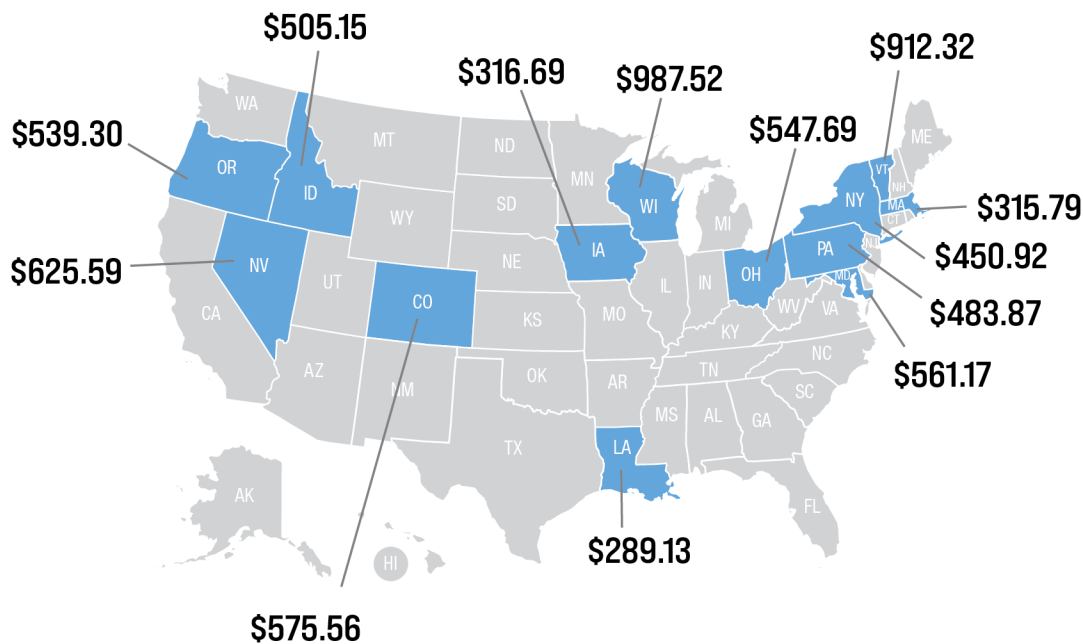 $505.15
$912.32
$316.69
$987.52
$547.69
$539.30
WA
MT
ND
MN
ME
VT
NH
OR
ID
WI
NY
MA
$315.79
SD
WY
MI
CT
$450.92
$625.59
NV
NE
IA
PA
NJ
OH
MD
$483.87
UT
CO
IL
IN
WV
VA
CA
KS
MO
KY
$561.17
AZ
NM
OK
AR
TN
NC
SC
MS
AL
GA
TX
LA
FL
AK
HI
$289.13
$575.56